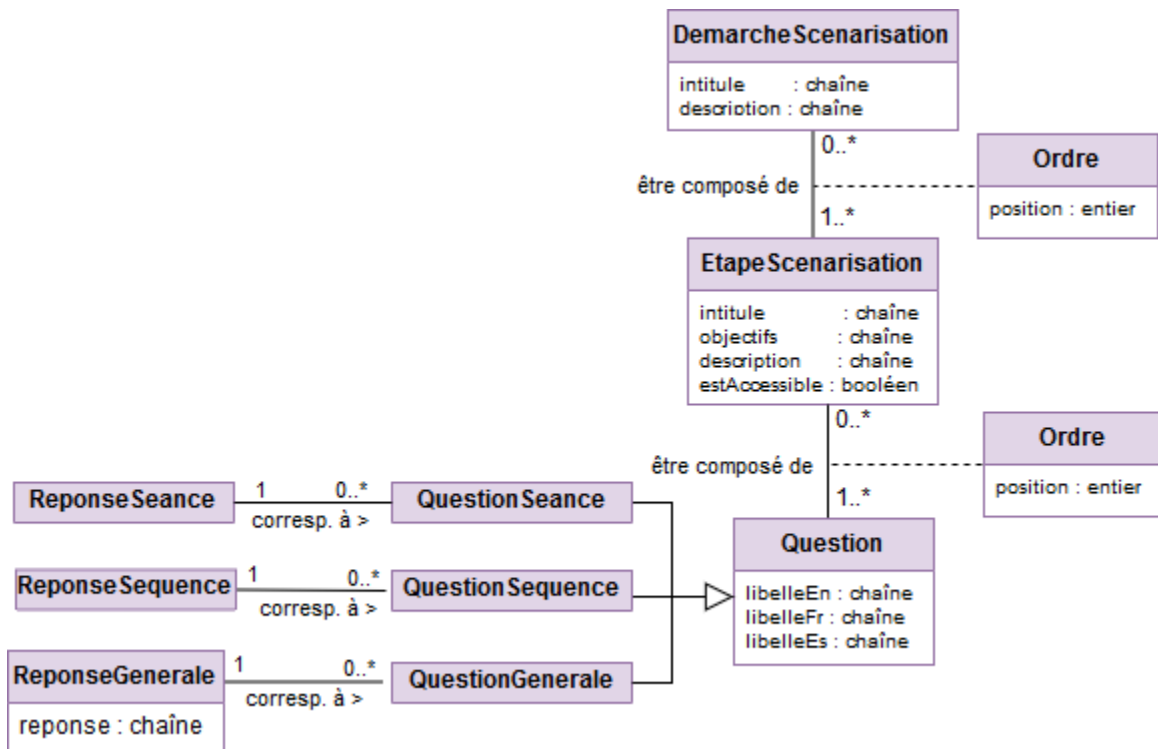 DemarcheScenarisation
intitule : chaîne
description : chaîne
0..*
être composé de
1..*
Ordre
position : entier
EtapeScenarisation
intitule : chaîne
objectifs : chaîne
description : chaîne
estAccessible : booléen
0..*
être composé de
1..*
Ordre
position : entier
ReponseSeance
1
0..*
corresp. à >
QuestionSeance
Question
libelleEn : chaîne
libelleFr : chaîne
libelleEs : chaîne
ReponseSequence
1
0..*
corresp. à >
QuestionSequence
ReponseGenerale
reponse : chaîne
1
0..*
corresp. à >
QuestionGenerale